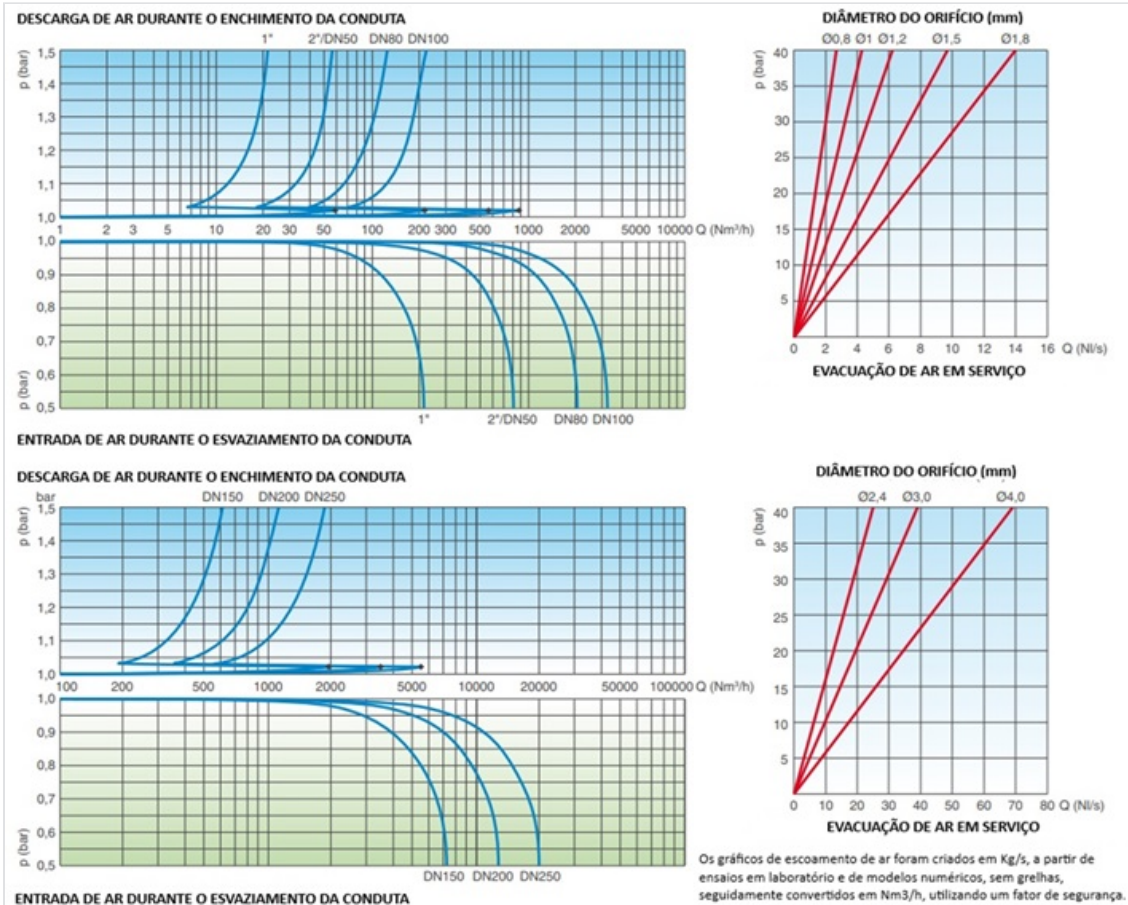 DESCARGA DE AR DURANTE O ENCHIMENTO DA CONDUTA
1" 2"/DN50 DN80 DN100
p (bar)
1,5
1,4
1,3
1,2
1,1
1,0
1 2 3 5 10 20 30 50 100 200 300 500 1000 2000 5000 10000 Q (Nm³/h)
1,0
0,9
0,8
0,7
0,6
0,5
p (bar)
1" 2"/DN50 DN80 DN100
ENTRADA DE AR DURANTE O ESVAZIAMENTO DA CONDUTA
DIÂMETRO DO ORIFÍCIO (mm)
Ø0,8 Ø1 Ø1,2 Ø1,5 Ø1,8
p (bar)
40
35
30
25
20
15
10
5
0 2 4 6 8 10 12 14 16 Q (Nl/s)
EVACUAÇÃO DE AR EM SERVIÇO
DESCARGA DE AR DURANTE O ENCHIMENTO DA CONDUTA
bar
DN150 DN200 DN250
p (bar)
1,5
1,4
1,3
1,2
1,1
1,0
100 200 500 1000 2000 5000 10000 20000 50000 100000 Q (Nm³/h)
1,0
0,9
0,8
0,7
0,6
0,5
p (bar)
DN150 DN200 DN250
ENTRADA DE AR DURANTE O ESVAZIAMENTO DA CONDUTA
DIÂMETRO DO ORIFÍCIO (mm)
Ø2,4 Ø3,0 Ø4,0
p (bar)
40
35
30
25
20
15
10
5
0 10 20 30 40 50 60 70 80 Q (Nl/s)
EVACUAÇÃO DE AR EM SERVIÇO
Os gráficos de escoamento de ar foram criados em Kg/s, a partir de
ensaios em laboratório e de modelos numéricos, sem grelhas,
seguidamente convertidos em Nm3/h, utilizando um fator de segurança.